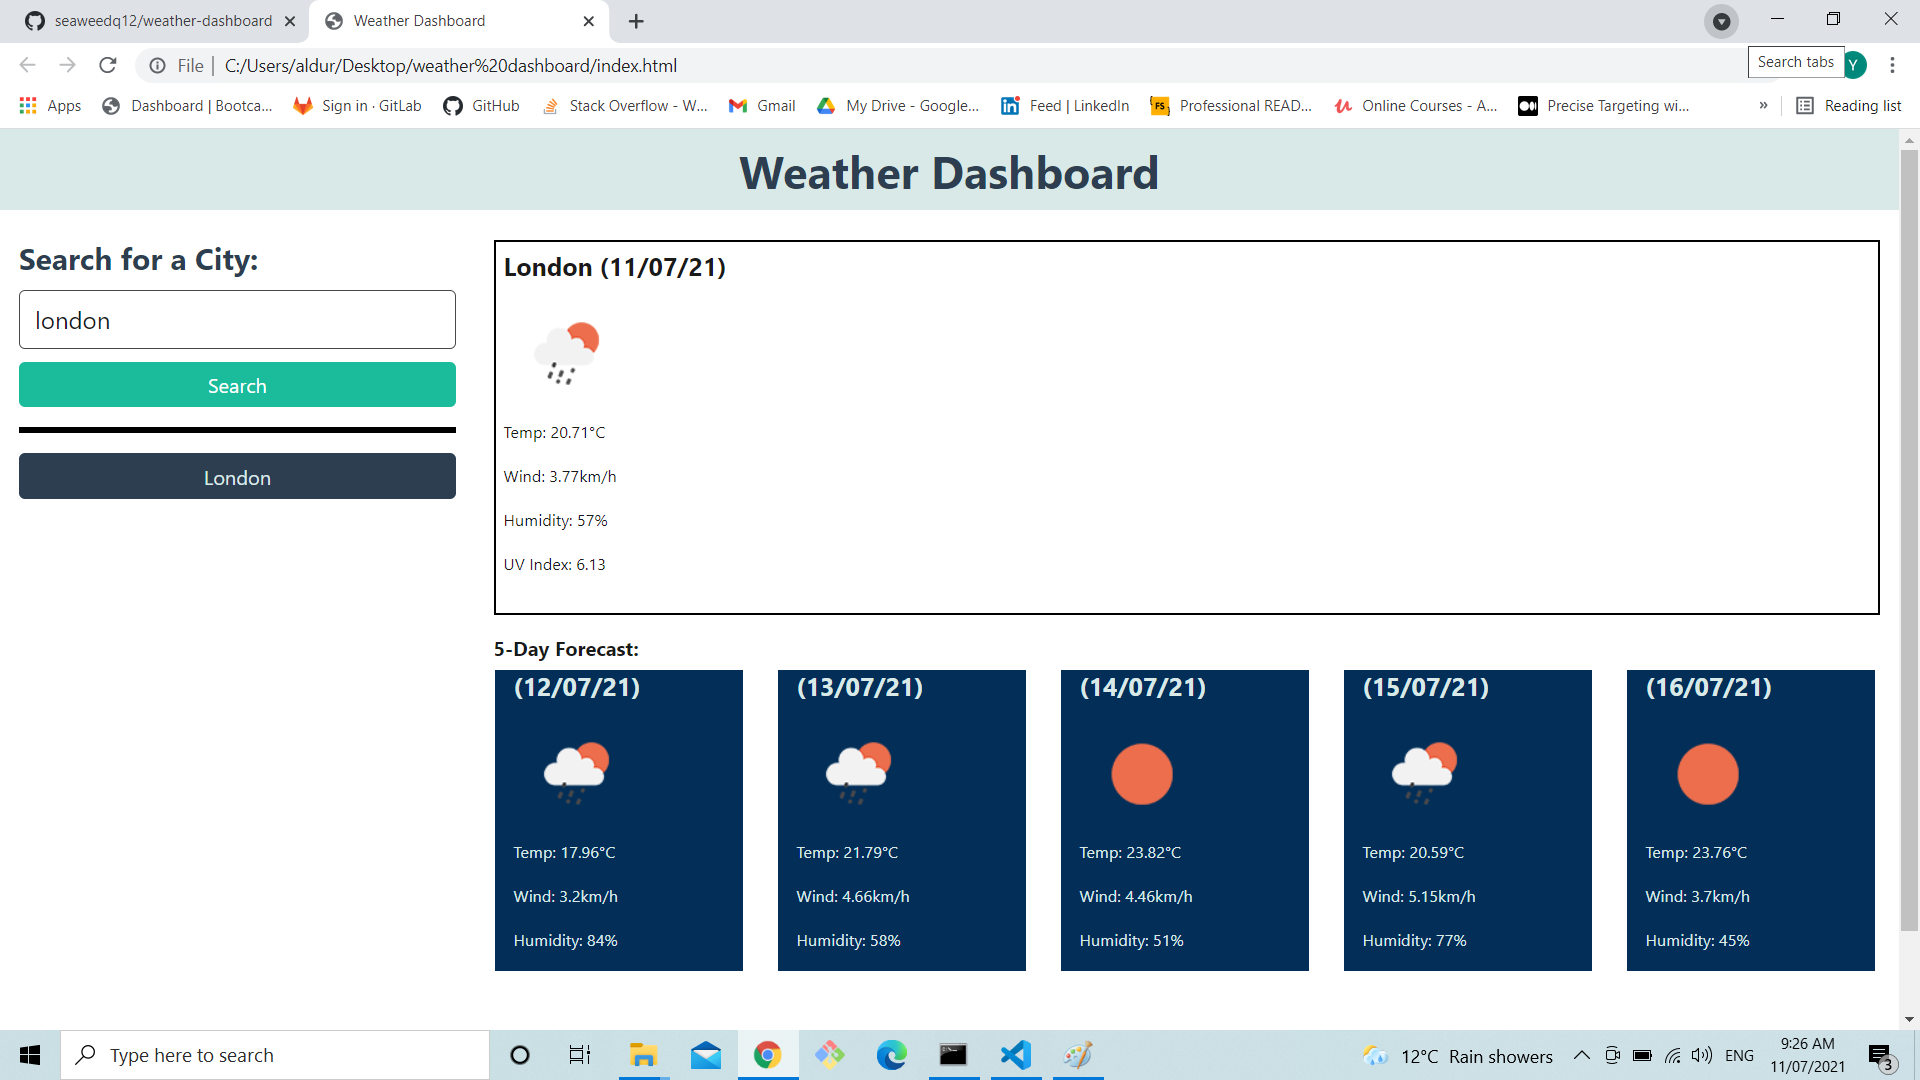 seaweedq12/weather-dashboard
Weather Dashboard
File
C:/Users/aldur/Desktop/weather%20dashboard/index.html
Search tabs
Y
Apps
Dashboard | Bootca...
Sign in · GitLab
GitHub
Stack Overflow - W...
Gmail
My Drive - Google...
Feed | LinkedIn
FS
Professional READ...
Online Courses - A...
Precise Targeting wi...
»
Reading list
Weather Dashboard
Search for a City:
london
Search
London
London (11/07/21)
Temp: 20.71°C
Wind: 3.77km/h
Humidity: 57%
UV Index: 6.13
5-Day Forecast:
(12/07/21)
Temp: 17.96°C
Wind: 3.2km/h
Humidity: 84%
(13/07/21)
Temp: 21.79°C
Wind: 4.66km/h
Humidity: 58%
(14/07/21)
Temp: 23.82°C
Wind: 4.46km/h
Humidity: 51%
(15/07/21)
Temp: 20.59°C
Wind: 5.15km/h
Humidity: 77%
(16/07/21)
Temp: 23.76°C
Wind: 3.7km/h
Humidity: 45%
Type here to search
12°C Rain showers
ENG
9:26 AM
11/07/2021
3